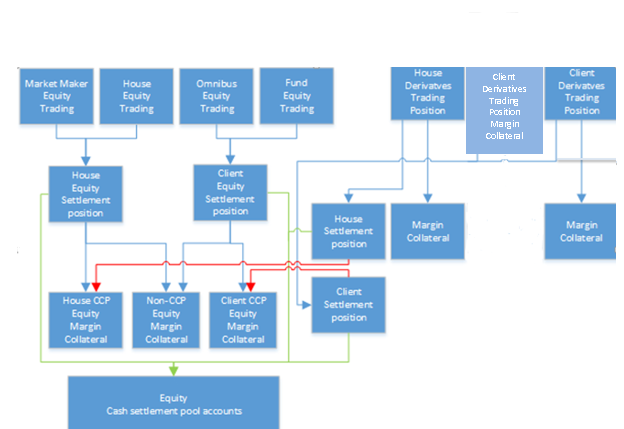 Market Maker
Equity
Trading
House
Equity
Trading
Omnibus
Equity
Trading
Fund
Equity
Trading
House
Derivatves
Trading
Position
Client
Derivatives
Trading
Position
Margin
Collateral
Client
Derivatves
Trading
Position
House
Equity
Settlement
position
Client
Equity
Settlement
position
House
Settlement
position
Margin
Collateral
Margin
Collateral
House CCP
Equity
Margin
Collateral
Non-CCP
Equity
Margin
Collateral
Client CCP
Equity
Margin
Collateral
Client
Settlement
position
Equity
Cash settlement pool accounts